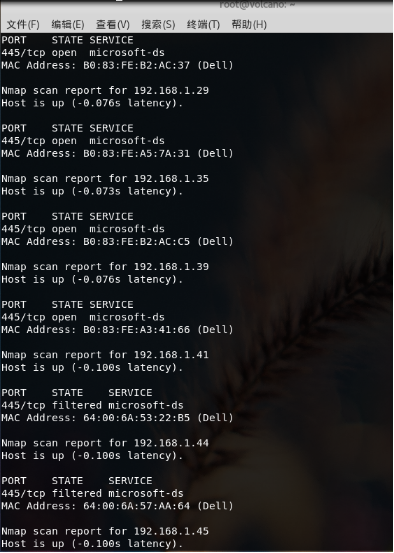 root@volcano: ~
文件(F) 编辑(E) 查看(V) 搜索(S) 终端(T) 帮助(H)
PORT    STATE SERVICE
445/tcp open  microsoft-ds
MAC Address: B0:83:FE:B2:AC:37 (Dell)

Nmap scan report for 192.168.1.29
Host is up (-0.076s latency).

PORT    STATE SERVICE
445/tcp open  microsoft-ds
MAC Address: B0:83:FE:A5:7A:31 (Dell)

Nmap scan report for 192.168.1.35
Host is up (-0.073s latency).

PORT    STATE SERVICE
445/tcp open  microsoft-ds
MAC Address: B0:83:FE:B2:AC:C5 (Dell)

Nmap scan report for 192.168.1.39
Host is up (-0.076s latency).

PORT    STATE SERVICE
445/tcp open  microsoft-ds
MAC Address: B0:83:FE:A3:41:66 (Dell)

Nmap scan report for 192.168.1.41
Host is up (-0.100s latency).

PORT    STATE    SERVICE
445/tcp filtered microsoft-ds
MAC Address: 64:00:6A:53:22:B5 (Dell)

Nmap scan report for 192.168.1.44
Host is up (-0.100s latency).

PORT    STATE    SERVICE
445/tcp filtered microsoft-ds
MAC Address: 64:00:6A:57:AA:64 (Dell)

Nmap scan report for 192.168.1.45
Host is up (-0.100s latency).